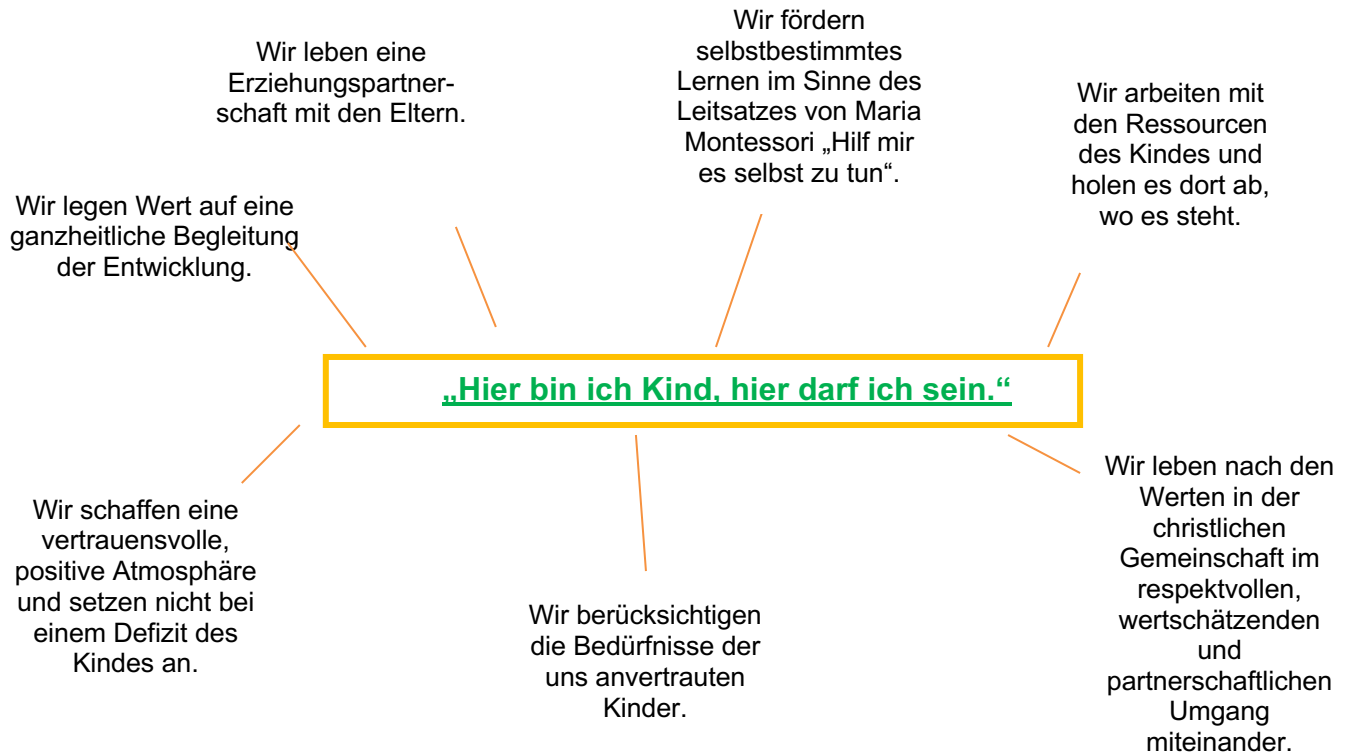 Wir leben eine
Erziehungspartner-
schaft mit den Eltern.
Wir fördern
selbstbestimmtes
Lernen im Sinne des
Leitsatzes von Maria
Montessori „Hilf mir
es selbst zu tun“.
Wir arbeiten mit
den Ressourcen
des Kindes und
holen es dort ab,
wo es steht.
Wir legen Wert auf eine
ganzheitliche Begleitung
der Entwicklung.
„Hier bin ich Kind, hier darf ich sein.“
Wir schaffen eine
vertrauensvolle,
positive Atmosphäre
und setzen nicht bei
einem Defizit des
Kindes an.
Wir berücksichtigen
die Bedürfnisse der
uns anvertrauten
Kinder.
Wir leben nach den
Werten in der
christlichen
Gemeinschaft im
respektvollen,
wertschätzenden
und
partnerschaftlichen
Umgang
miteinander.